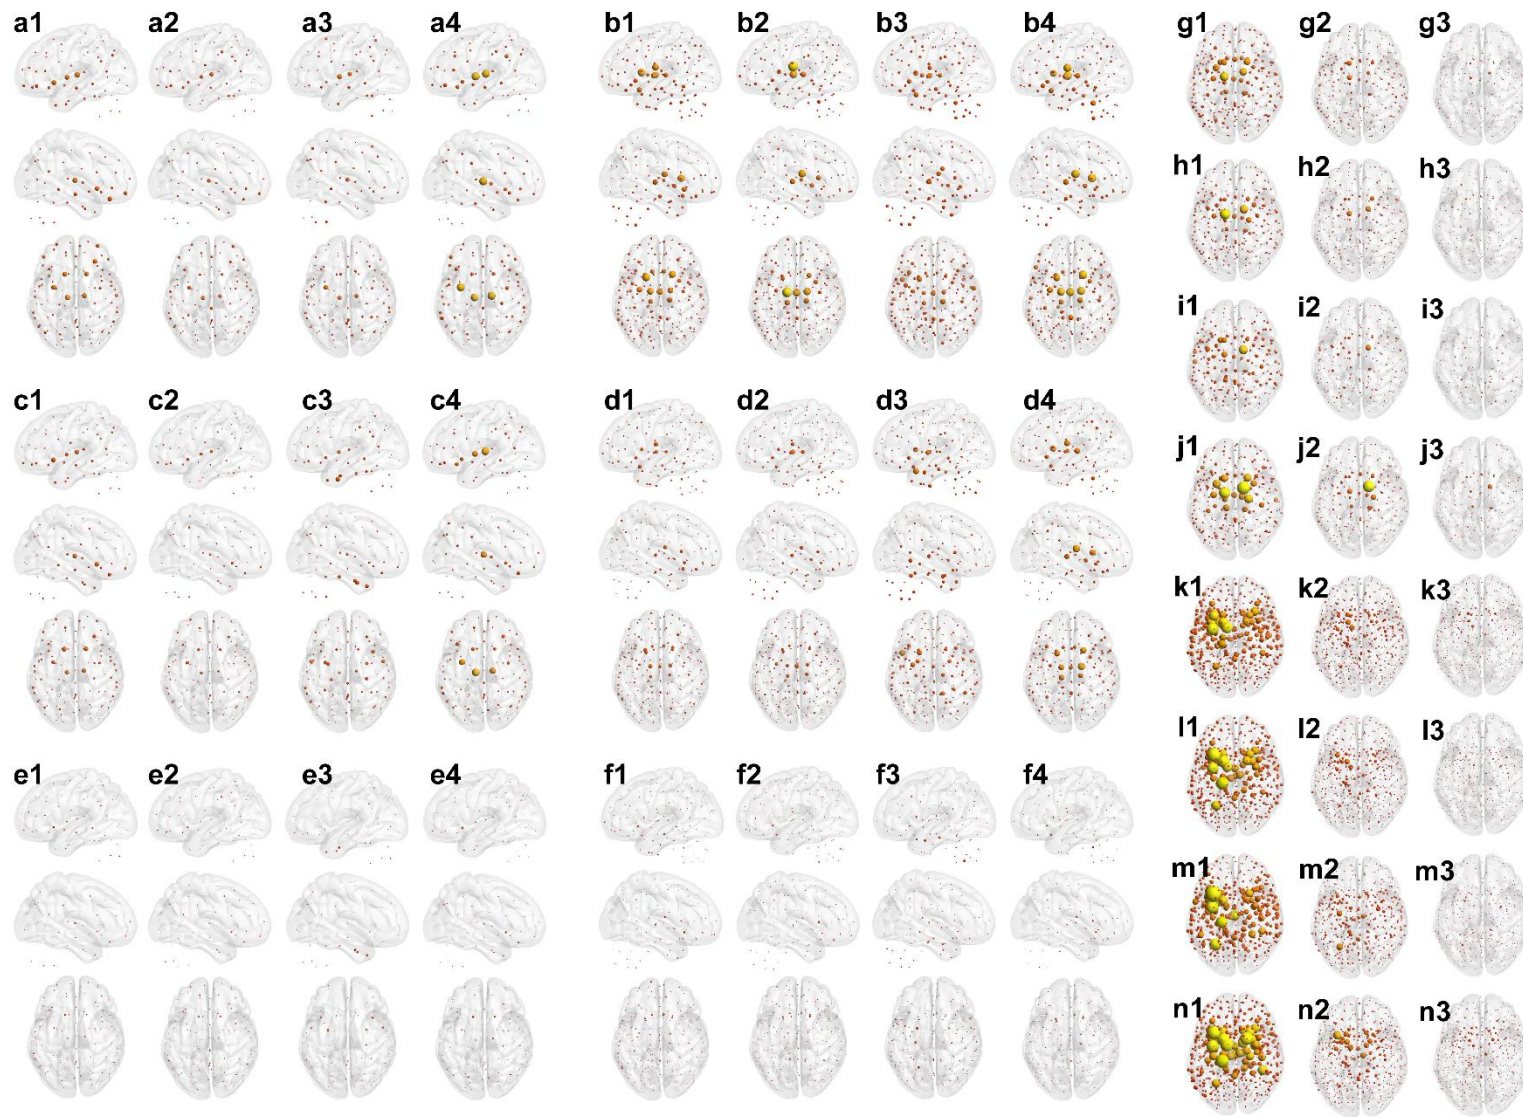 a1 a2 a3 a4 b1 b2 b3 b4 g1 g2 g3
h1 h2 h3
i1 i2 i3
c1 c2 c3 c4 d1 d2 d3 d4
j1 j2 j3
k1 k2 k3
l1 l2 l3
e1 e2 e3 e4 f1 f2 f3 f4
m1 m2 m3
n1 n2 n3